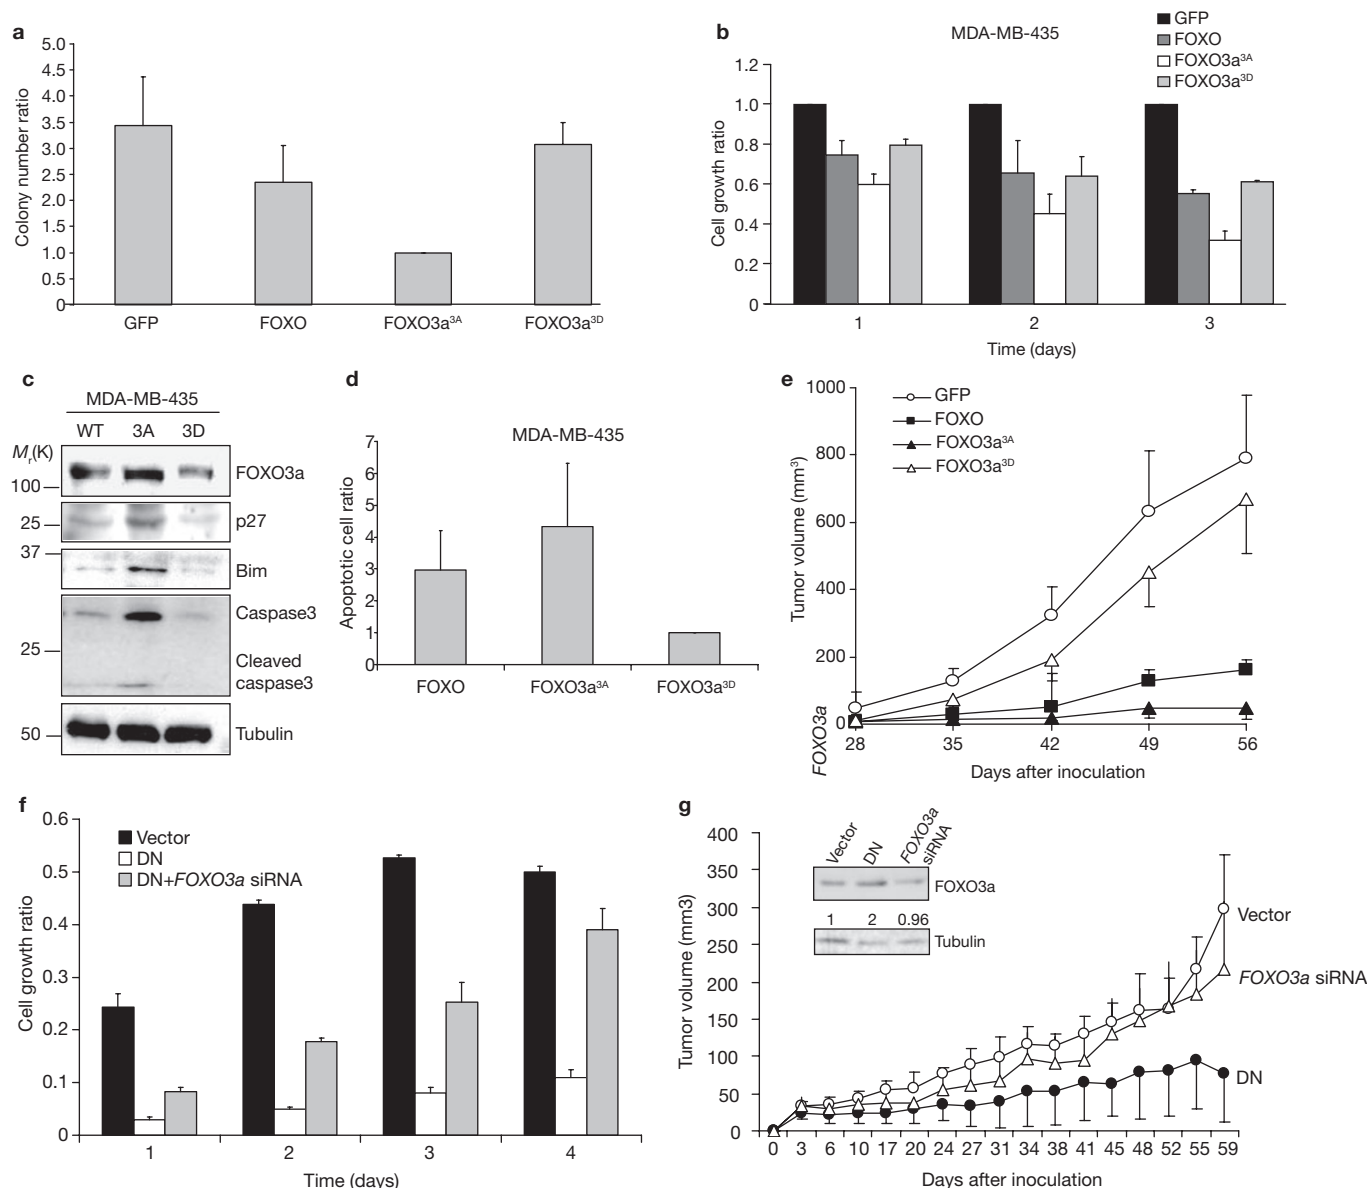 a
5.0
4.5
4.0
3.5
3.0
2.5
2.0
1.5
1.0
0.5
0
Colony number ratio
GFP FOXO FOXO3a³ᴬ FOXO3a³ᴰ
b
MDA-MB-435
GFP
FOXO
FOXO3a³ᴬ
FOXO3a³ᴰ
1.2
1.0
0.8
0.6
0.4
0.2
0
Cell growth ratio
1 2 3
Time (days)
c
MDA-MB-435
WT 3A 3D
Mᵣ(K)
100
FOXO3a
25
p27
37
Bim
Caspase3
25
Cleaved
caspase3
50
Tubulin
d
MDA-MB-435
7
6
5
4
3
2
1
0
Apoptotic cell ratio
FOXO FOXO3a³ᴬ FOXO3a³ᴰ
e
GFP
FOXO
FOXO3a³ᴬ
FOXO3a³ᴰ
1000
800
600
400
200
0
Tumor volume (mm³)
FOXO3a
28 35 42 49 56
Days after inoculation
f
Vector
DN
DN+FOXO3a siRNA
0.6
0.5
0.4
0.3
0.2
0.1
0
Cell growth ratio
1 2 3 4
Time (days)
g
400
350
300
250
200
150
100
50
0
Tumor volume (mm3)
Vector
DN
FOXO3a
siRNA
FOXO3a
1 2 0.96
Tubulin
Vector
FOXO3a siRNA
DN
0 3 6 10 17 20 24 27 31 34 38 41 45 48 52 55 59
Days after inoculation